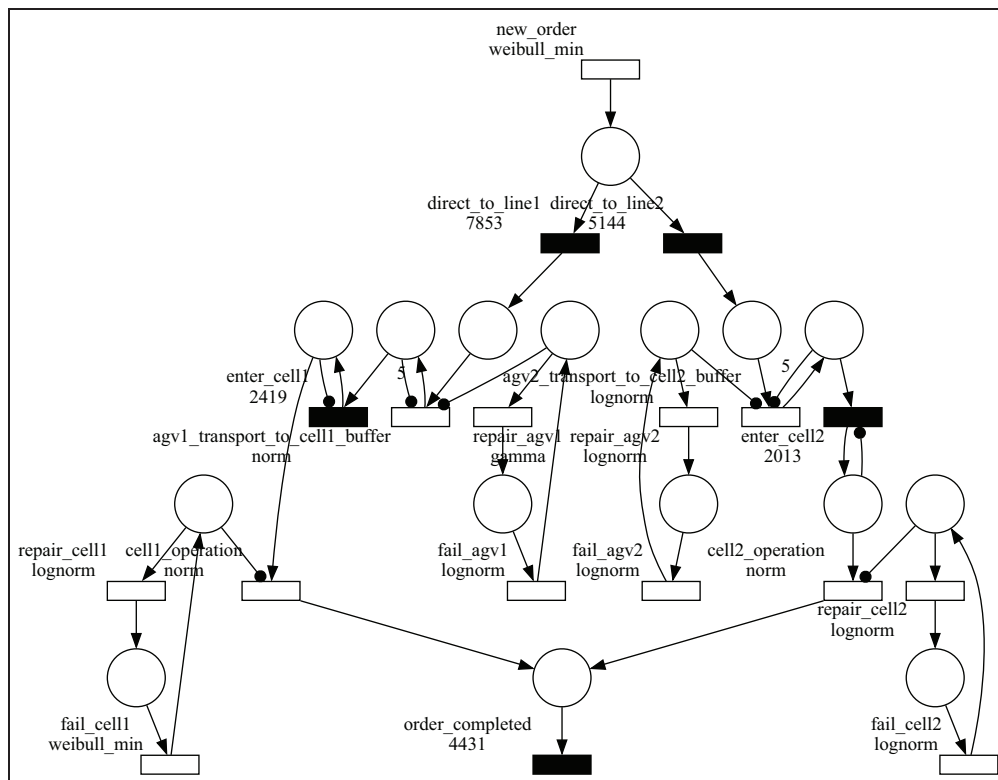 new_order
weibull_min
direct_to_line1
7853
direct_to_line2
5144
enter_cell1
2419
5
agv2_transport_to_cell2_buffer
lognorm
5
agv1_transport_to_cell1_buffer
norm
repair_agv1
gamma
repair_agv2
lognorm
enter_cell2
2013
repair_cell1
lognorm
cell1_operation
norm
fail_agv1
lognorm
fail_agv2
lognorm
cell2_operation
norm
repair_cell2
lognorm
fail_cell1
weibull_min
order_completed
4431
fail_cell2
lognorm